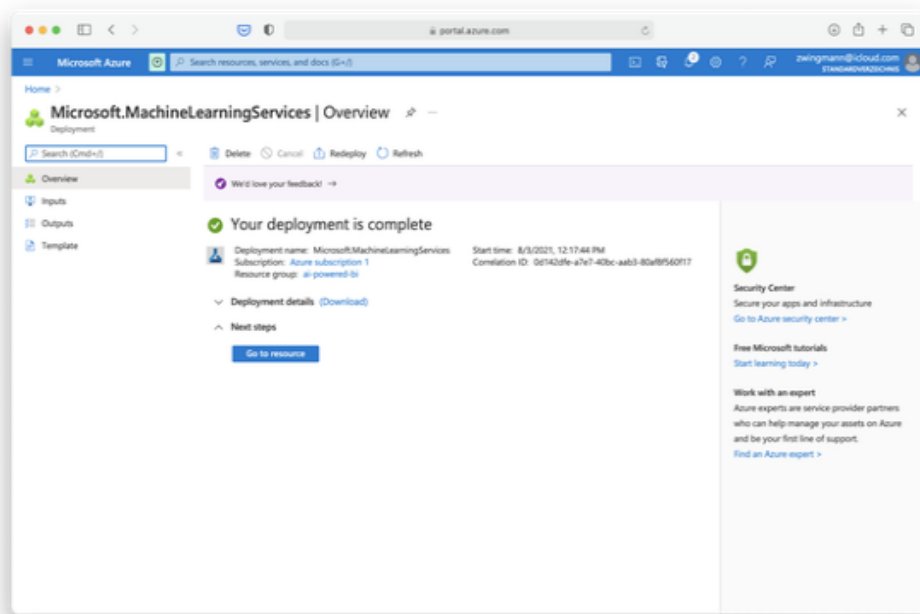 portal.azure.com
Microsoft Azure
Search resources, services, and docs (G+/)
2
?
zwingmann@icloud.com
STANDARDVERZEICHNIS
Home >
Microsoft.MachineLearningServices | Overview
Deployment
Search (Cmd+/)
«
Delete
Cancel
Redeploy
Refresh
Overview
Inputs
Outputs
Template
We'd love your feedback! →
Your deployment is complete
Deployment name: Microsoft.MachineLearningServices
Subscription: Azure subscription 1
Resource group: ai-powered-bi
Start time: 8/3/2021, 12:17:44 PM
Correlation ID: 0d142dfe-a7e7-40bc-aab3-80af8f560f17
Deployment details (Download)
Next steps
Go to resource
Security Center
Secure your apps and infrastructure
Go to Azure security center >
Free Microsoft tutorials
Start learning today >
Work with an expert
Azure experts are service provider partners
who can help manage your assets on Azure
and be your first line of support.
Find an Azure expert >